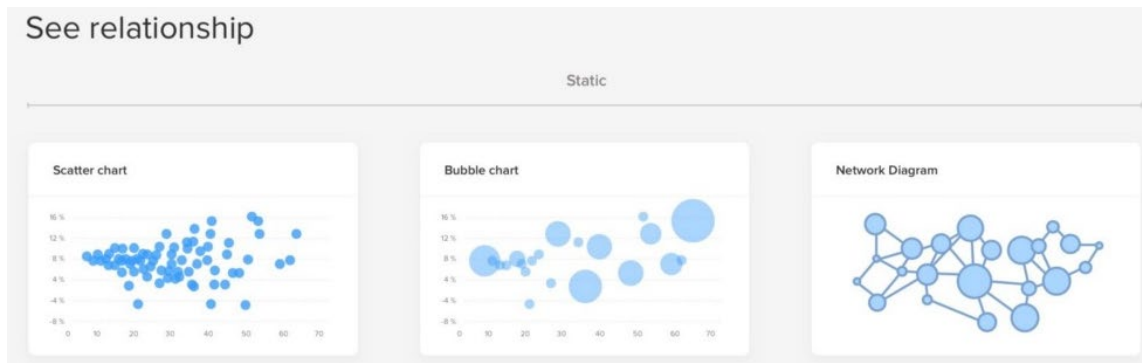 See relationship
Static
Scatter chart
16 %
12 %
8 %
4 %
-4 %
-8 %
0 10 20 30 40 50 60 70
Bubble chart
16 %
12 %
8 %
4 %
-4 %
-8 %
0 10 20 30 40 50 60 70
Network Diagram